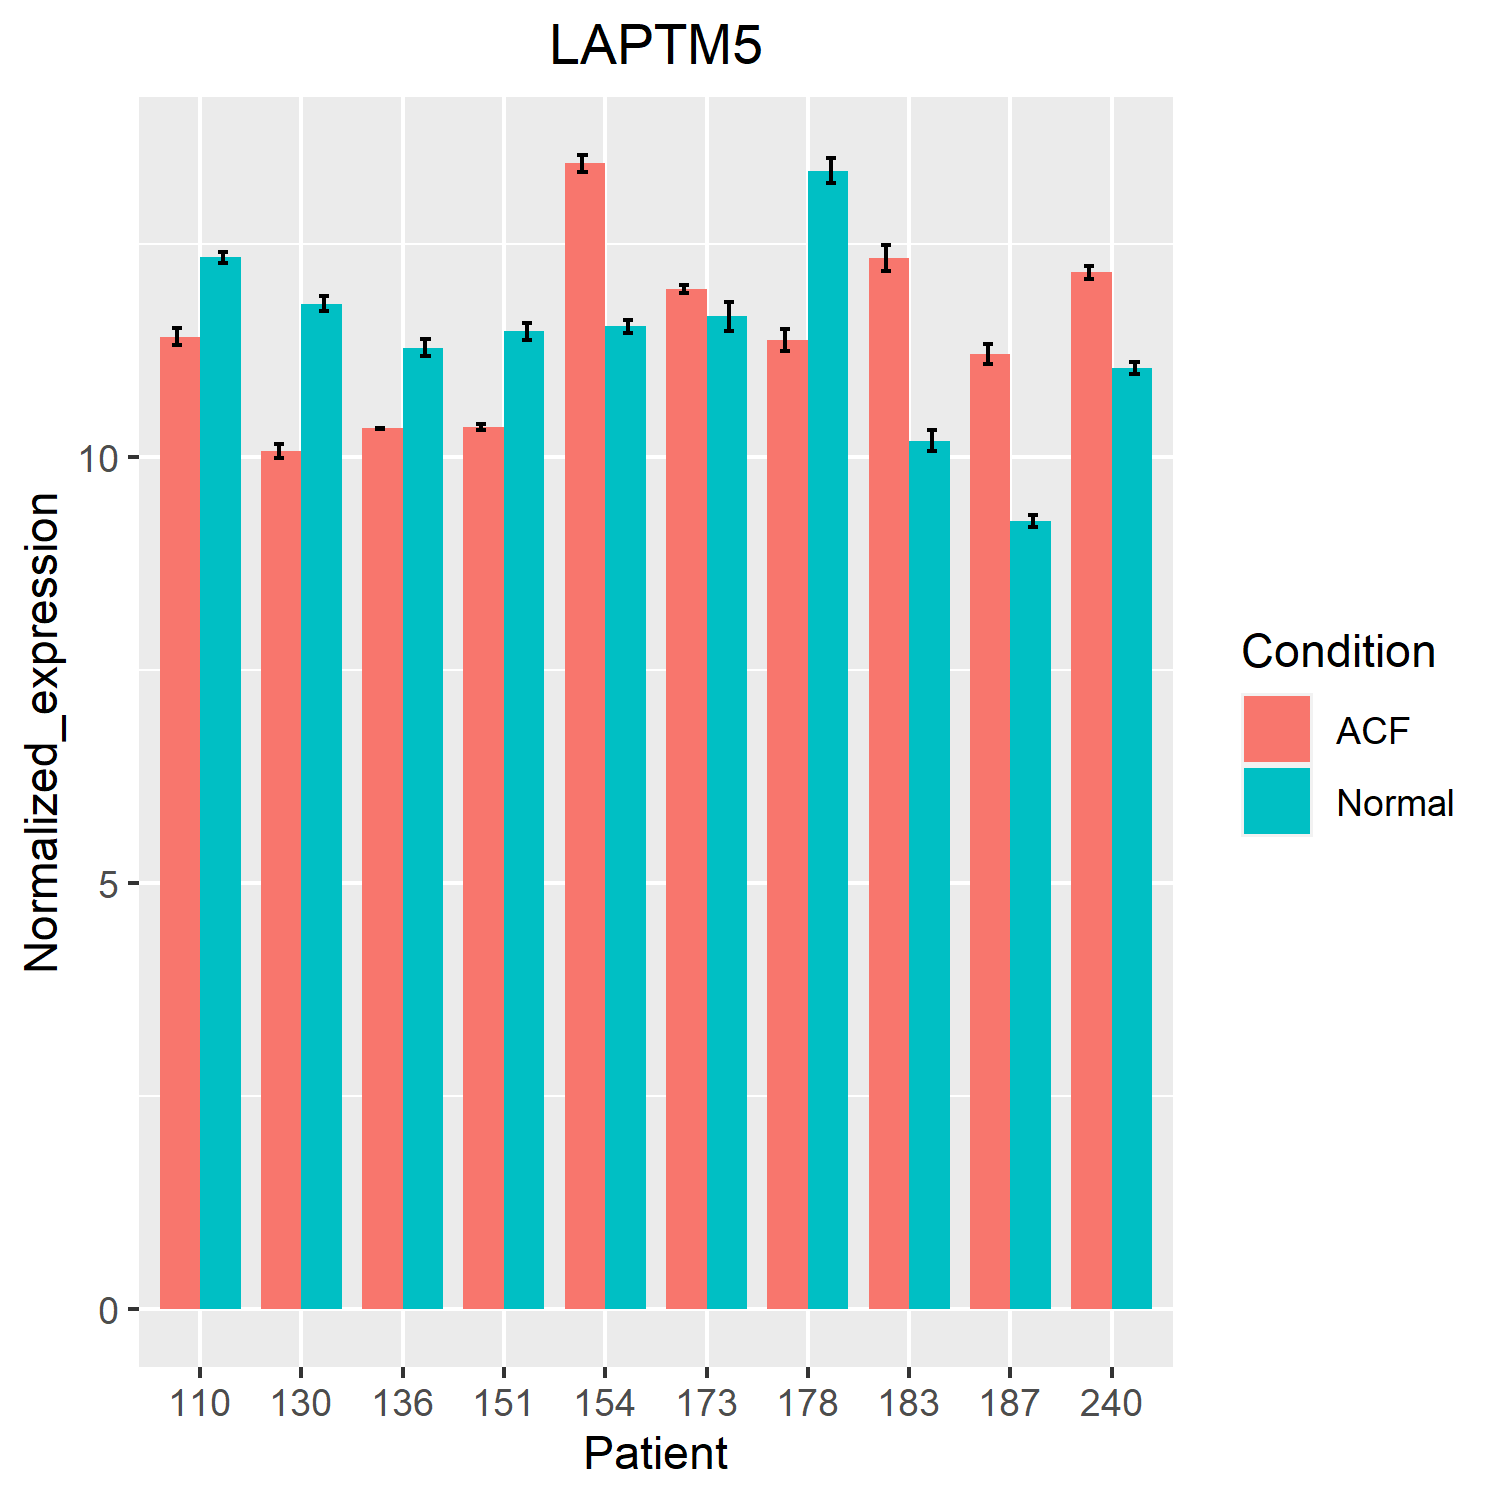 LAPTM5
Normalized_expression
10
5
0
110 130 136 151 154 173 178 183 187 240
Patient
Condition
ACF
Normal